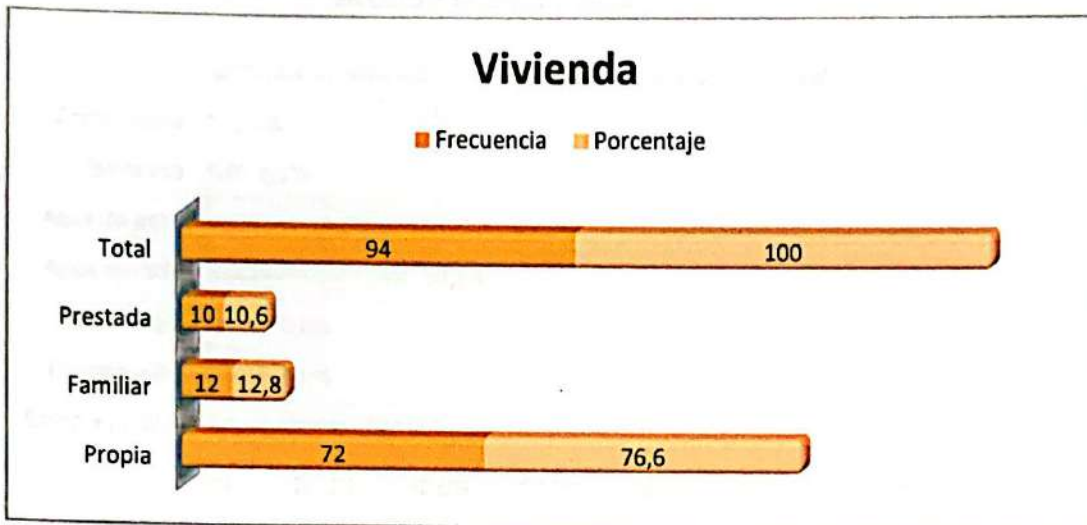 Vivienda
Frecuencia Porcentaje
Total 94 100
Prestada 10 10,6
Familiar 12 12,8
Propia 72 76,6